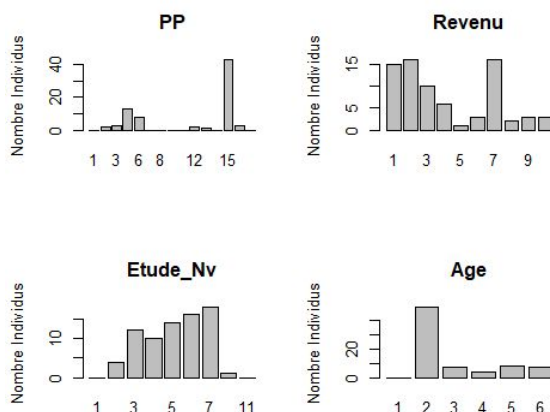 PP
Nombre Individus
0 20 40
1 3 6 8 12 15
Revenu
Nombre Individus
0 5 15
1 3 5 7 9
Etude_Nv
Nombre Individus
0 10
1 3 5 7 11
Age
Nombre Individus
0 20
1 2 3 4 5 6